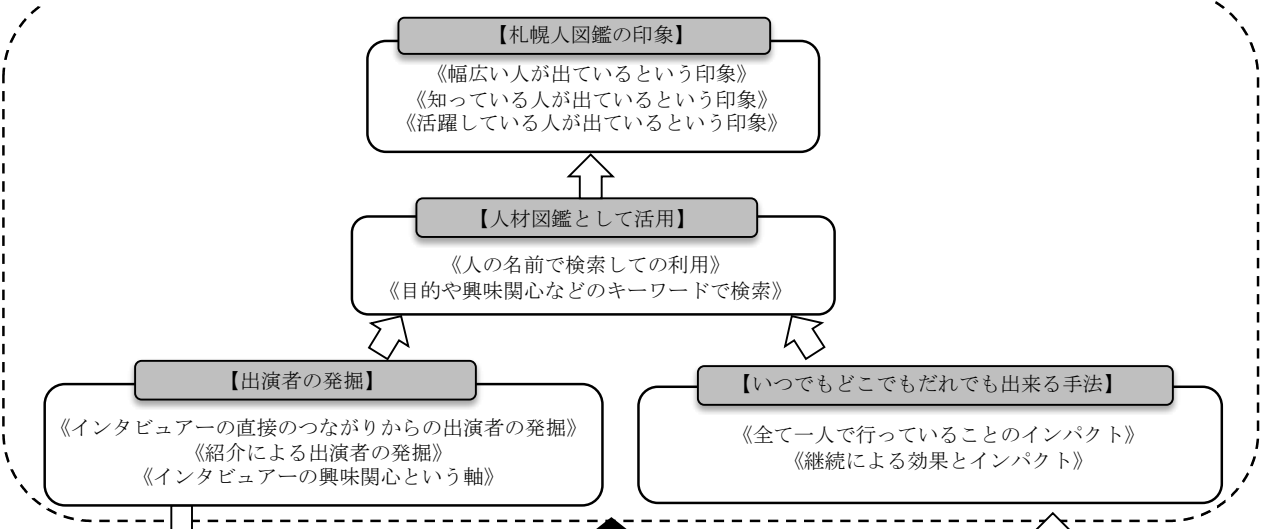 【札幌人図鑑の印象】
《幅広い人が出ているという印象》
《知っている人が出ているという印象》
《活躍している人が出ているという印象》
【人材図鑑として活用】
《人の名前で検索しての利用》
《目的や興味関心などのキーワードで検索》
【出演者の発掘】
《インタビュアーの直接のつながりからの出演者の発掘》
《紹介による出演者の発掘》
《インタビュアーの興味関心という軸》
【いつでもどこでもだれでも出来る手法】
《全て一人で行っていることのインパクト》
《継続による効果とインパクト》